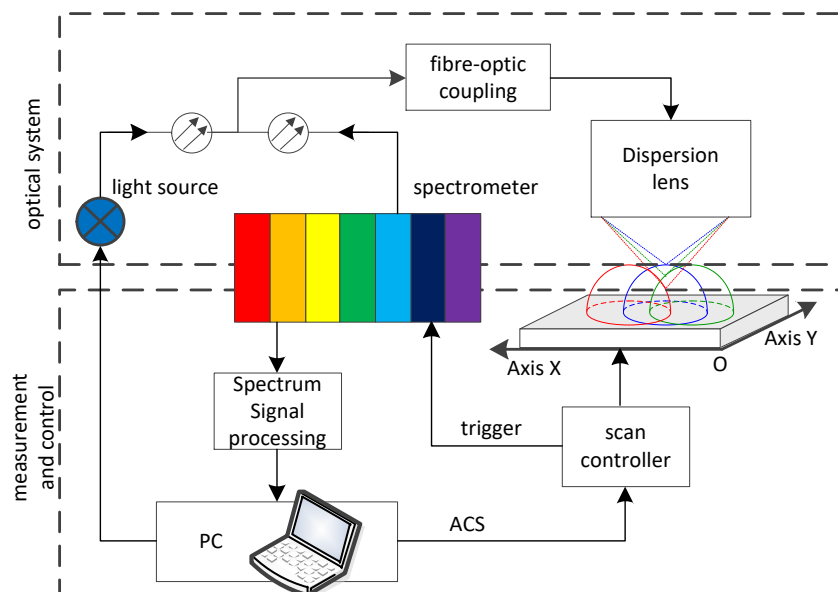 fibre-optic
coupling
Dispersion
lens
optical system
light source
spectrometer
Axis X
O
Axis Y
measurement
and control
Spectrum
Signal
processing
trigger
scan
controller
PC
ACS